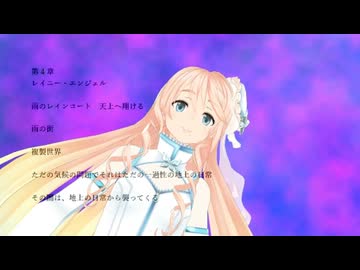 第４章
レイニー・エンジェル
雨のレインコート　天上へ翔ける
雨の街
複製世界
ただの気候の問題でそれはただの一過性の地上の日常
その闇は、地上の日常から襲ってくる